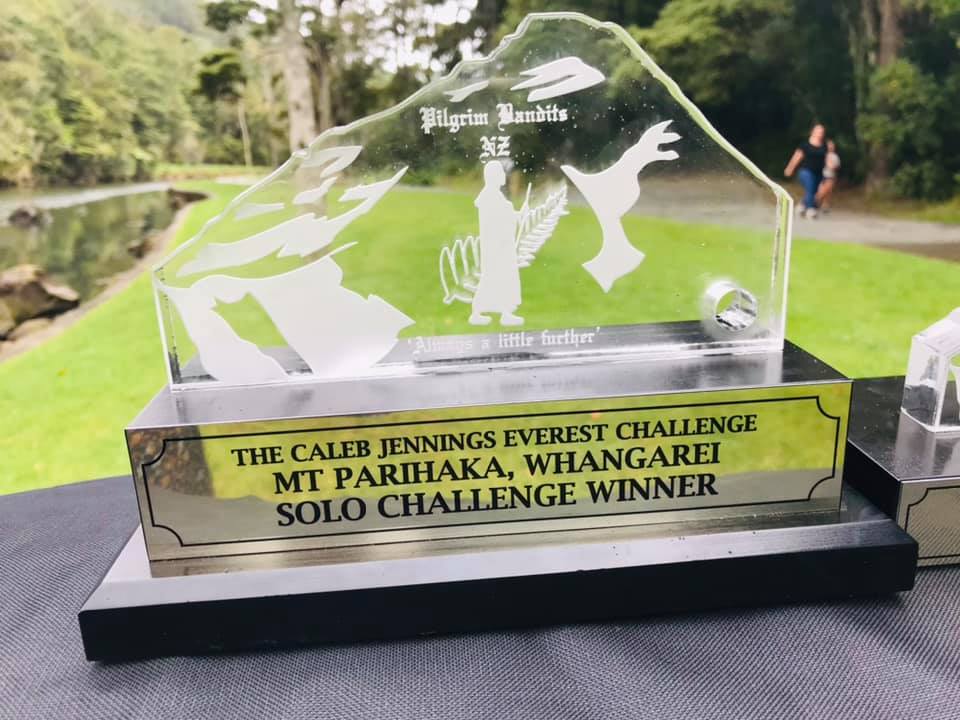 Pilgrim Bandits
NZ
'Always a little further'
THE CALEB JENNINGS EVEREST CHALLENGE
MT PARIHAKA, WHANGAREI
SOLO CHALLENGE WINNER